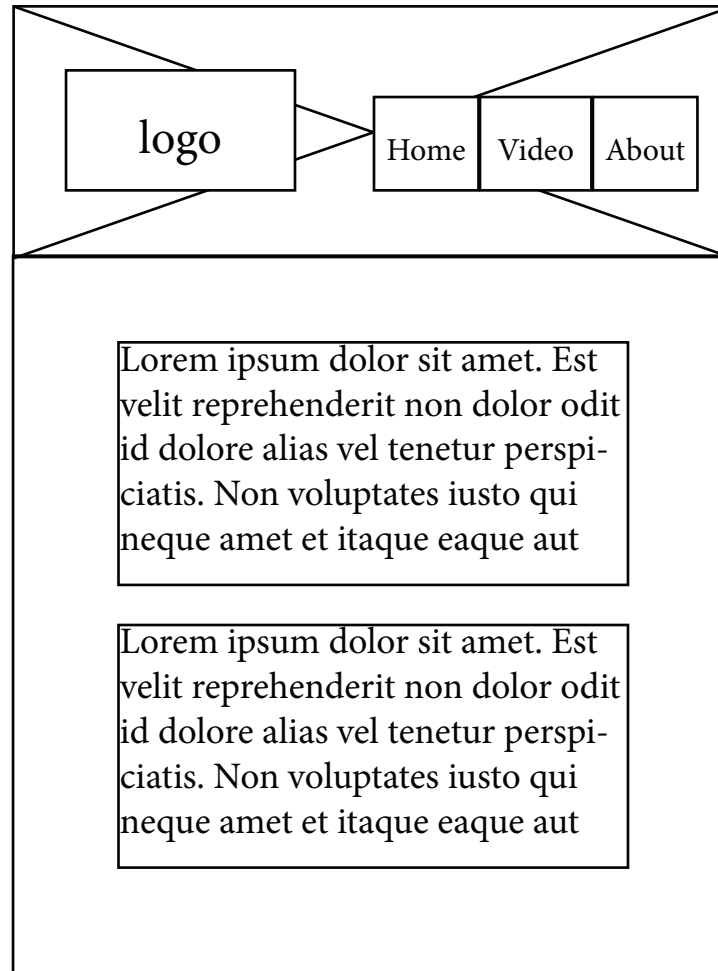 logo
Home Video About
Lorem ipsum dolor sit amet. Est
velit reprehenderit non dolor odit
id dolore alias vel tenetur perspi-
ciatis. Non voluptates iusto qui
neque amet et itaque eaque aut
Lorem ipsum dolor sit amet. Est
velit reprehenderit non dolor odit
id dolore alias vel tenetur perspi-
ciatis. Non voluptates iusto qui
neque amet et itaque eaque aut